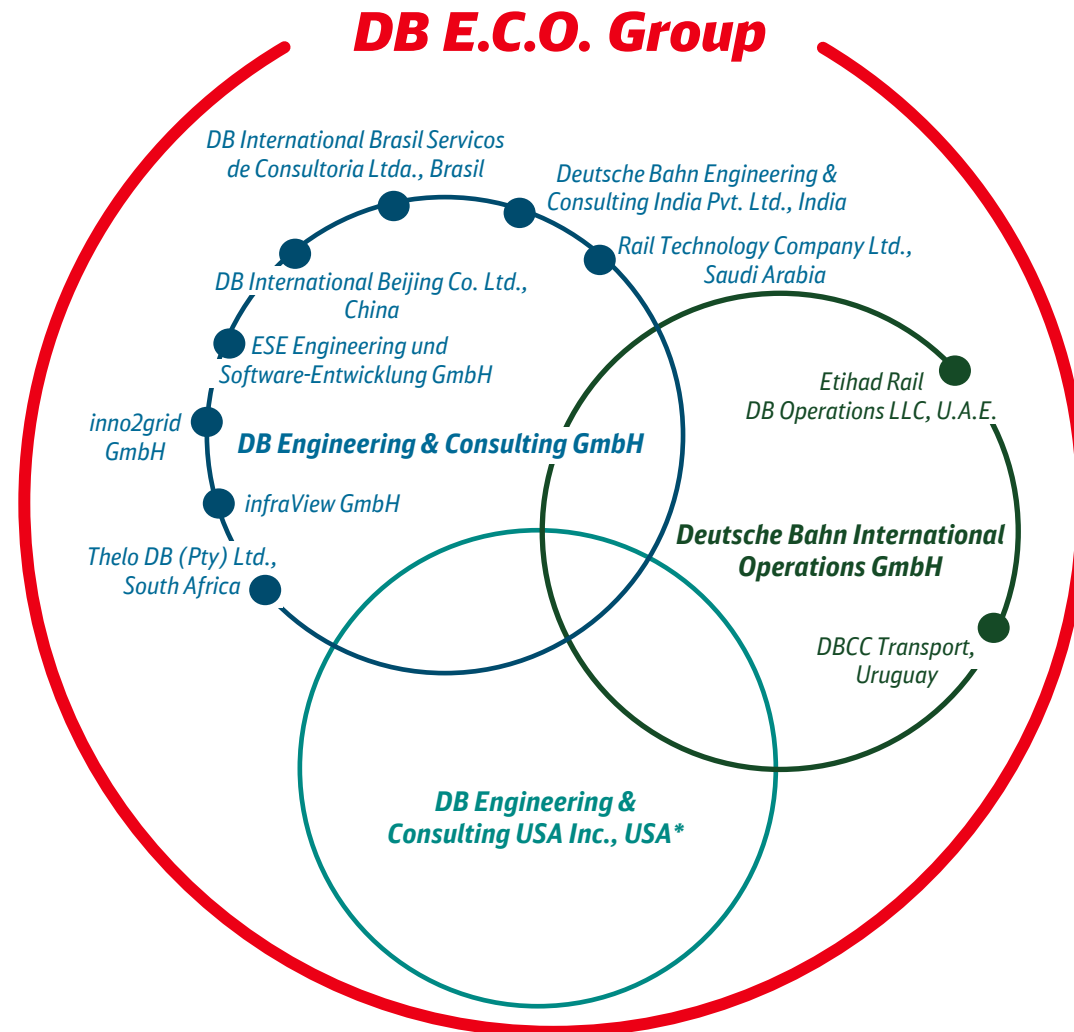 DB E.C.O. Group
DB International Brasil Servicos
de Consultoria Ltda., Brasil
Deutsche Bahn Engineering &
Consulting India Pvt. Ltd., India
Rail Technology Company Ltd.,
Saudi Arabia
DB International Beijing Co. Ltd.,
China
ESE Engineering und
Software-Entwicklung GmbH
inno2grid
GmbH
DB Engineering & Consulting GmbH
infraView GmbH
Thelo DB (Pty) Ltd.,
South Africa
Etihad Rail
DB Operations LLC, U.A.E.
Deutsche Bahn International
Operations GmbH
DBCC Transport,
Uruguay
DB Engineering &
Consulting USA Inc., USA*